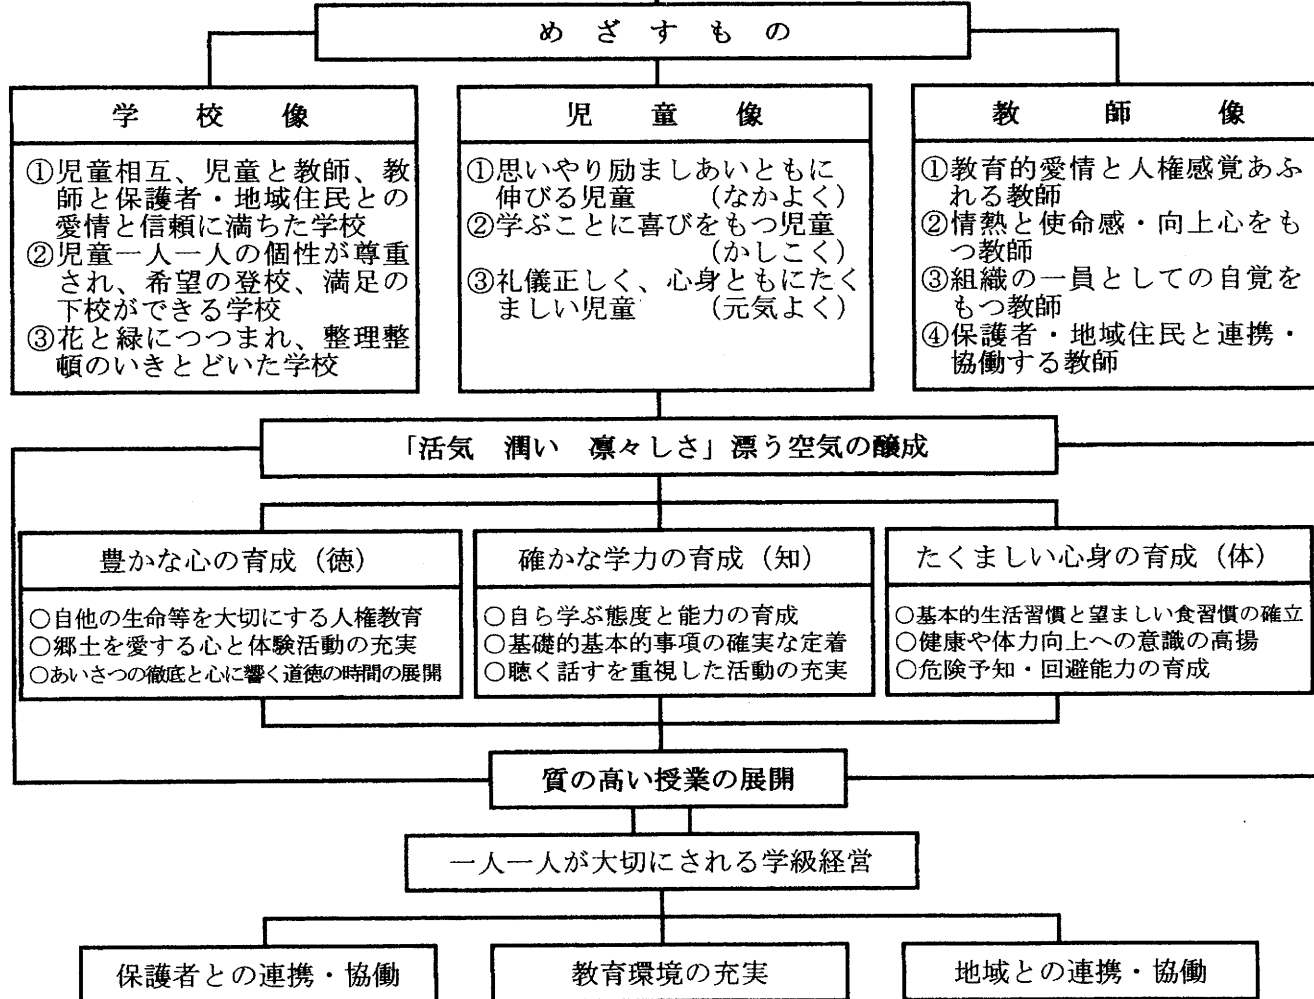 めざすもの
学校像
①児童相互、児童と教師、教
師と保護者・地域住民との
愛情と信頼に満ちた学校
②児童一人一人の個性が尊重
され、希望の登校、満足の
下校ができる学校
③花と緑につつまれ、整理整
頓のいきとどいた学校
児童像
①思いやり励ましあいともに
伸びる児童 (なかよく)
②学ぶことに喜びをもつ児童
(かしこく)
③礼儀正しく、心身ともにたく
ましい児童 (元気よく)
教師像
①教育的愛情と人権感覚あふ
れる教師
②情熱と使命感・向上心をも
つ教師
③組織の一員としての自覚を
もつ教師
④保護者・地域住民と連携・
協働する教師
「活気 潤い 凛々しさ」漂う空気の醸成
豊かな心の育成(徳)
○自他の生命等を大切にする人権教育
○郷土を愛する心と体験活動の充実
○あいさつの徹底と心に響く道徳の時間の展開
確かな学力の育成(知)
○自ら学ぶ態度と能力の育成
○基礎的基本的事項の確実な定着
○聴く話すを重視した活動の充実
たくましい心身の育成(体)
○基本的生活習慣と望ましい食習慣の確立
○健康や体力向上への意識の高揚
○危険予知・回避能力の育成
質の高い授業の展開
一人一人が大切にされる学級経営
保護者との連携・協働
教育環境の充実
地域との連携・協働